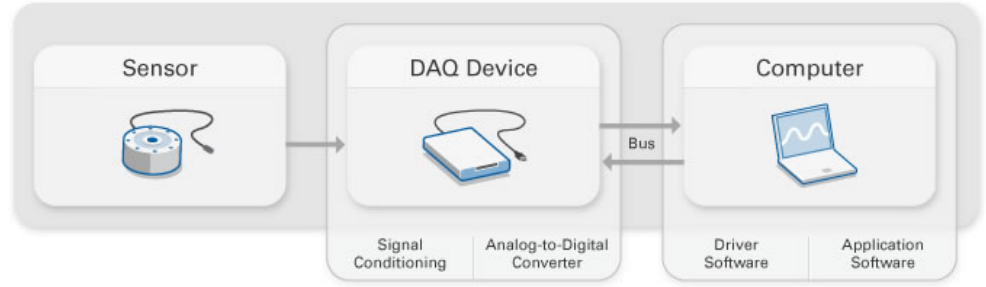 Sensor
DAQ Device
Computer
Bus
Signal
Conditioning
Analog-to-Digital
Converter
Driver
Software
Application
Software